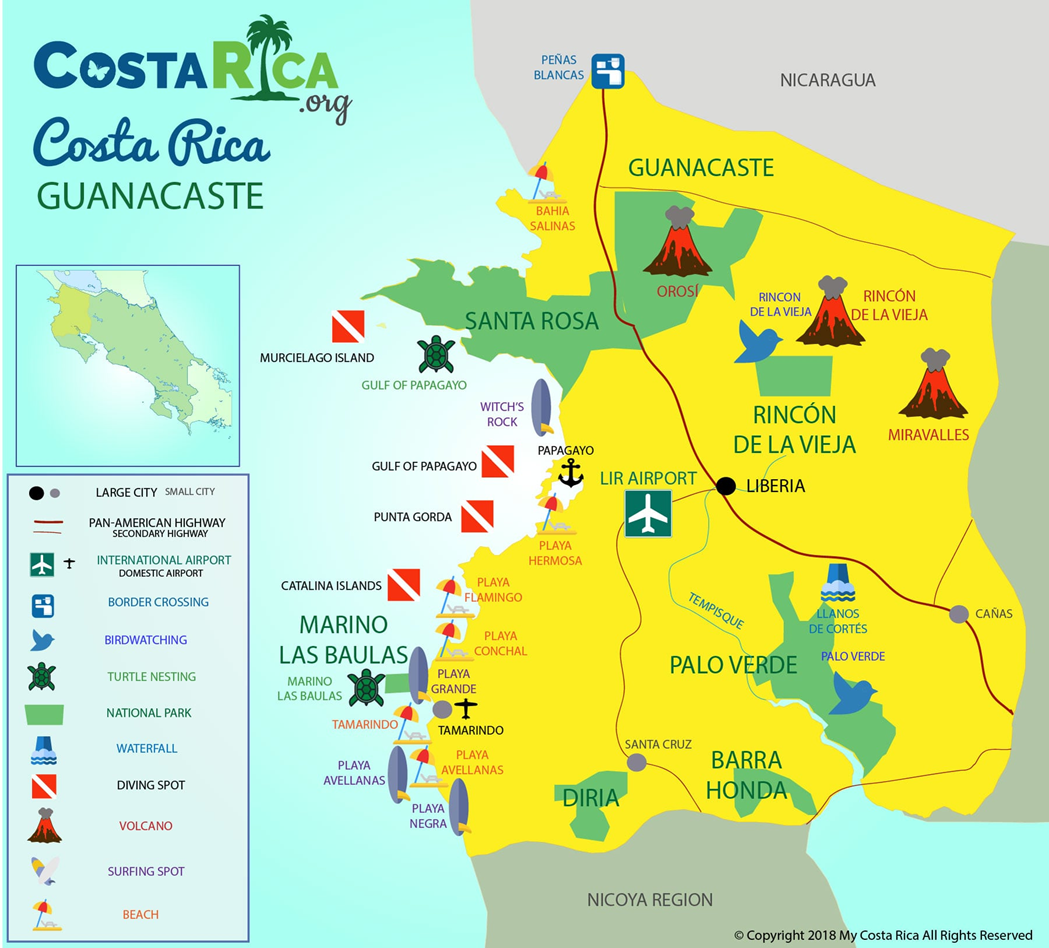 COSTA RICA
.org
Costa Rica
GUANACASTE
PEÑAS
BLANCAS
NICARAGUA
GUANACASTE
BAHIA
SALINAS
OROSÍ
RINCON
DE LA VIEJA
RINCÓN
DE LA VIEJA
SANTA ROSA
MURCIELAGO ISLAND
GULF OF PAPAGAYO
WITCH'S
ROCK
RINCÓN
DE LA VIEJA
MIRAVALLES
PAPAGAYO
GULF OF PAPAGAYO
LIR AIRPORT
LIBERIA
PUNTA GORDA
PLAYA
HERMOSA
CATALINA ISLANDS
PLAYA
FLAMINGO
TEMPISQUE
LLANOS
DE CORTÉS
CAÑAS
MARINO
LAS BAULAS
PLAYA
CONCHAL
PALO VERDE
PALO VERDE
MARINO
LAS BAULAS
PLAYA
GRANDE
TAMARINDO
TAMARINDO
SANTA CRUZ
PLAYA
AVELLANAS
PLAYA
AVELLANAS
BARRA
HONDA
DIRIA
PLAYA
NEGRA
NICOYA REGION
LARGE CITY SMALL CITY
PAN-AMERICAN HIGHWAY
SECONDARY HIGHWAY
INTERNATIONAL AIRPORT
DOMESTIC AIRPORT
BORDER CROSSING
BIRDWATCHING
TURTLE NESTING
NATIONAL PARK
WATERFALL
DIVING SPOT
VOLCANO
SURFING SPOT
BEACH
© Copyright 2018 My Costa Rica All Rights Reserved